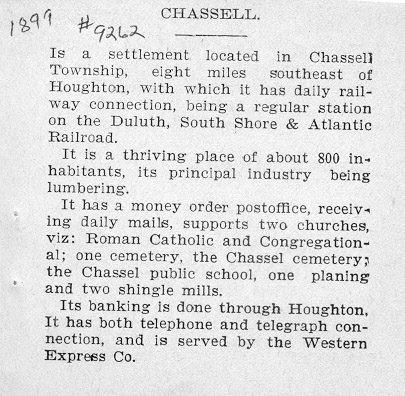 CHASSELL.
1899 #9262
Is a settlement located in Chassell
Township, eight miles southeast of
Houghton, with which it has daily rail-
way connection, being a regular station
on the Duluth, South Shore & Atlantic
Railroad.
It is a thriving place of about 800 in-
habitants, its principal industry being
lumbering.
It has a money order postoffice, receiv-
ing daily mails, supports two churches,
viz: Roman Catholic and Congregation-
al; one cemetery, the Chassel cemetery;
the Chassel public school, one planing
and two shingle mills.
Its banking is done through Houghton,
It has both telephone and telegraph con-
nection, and is served by the Western
Express Co.